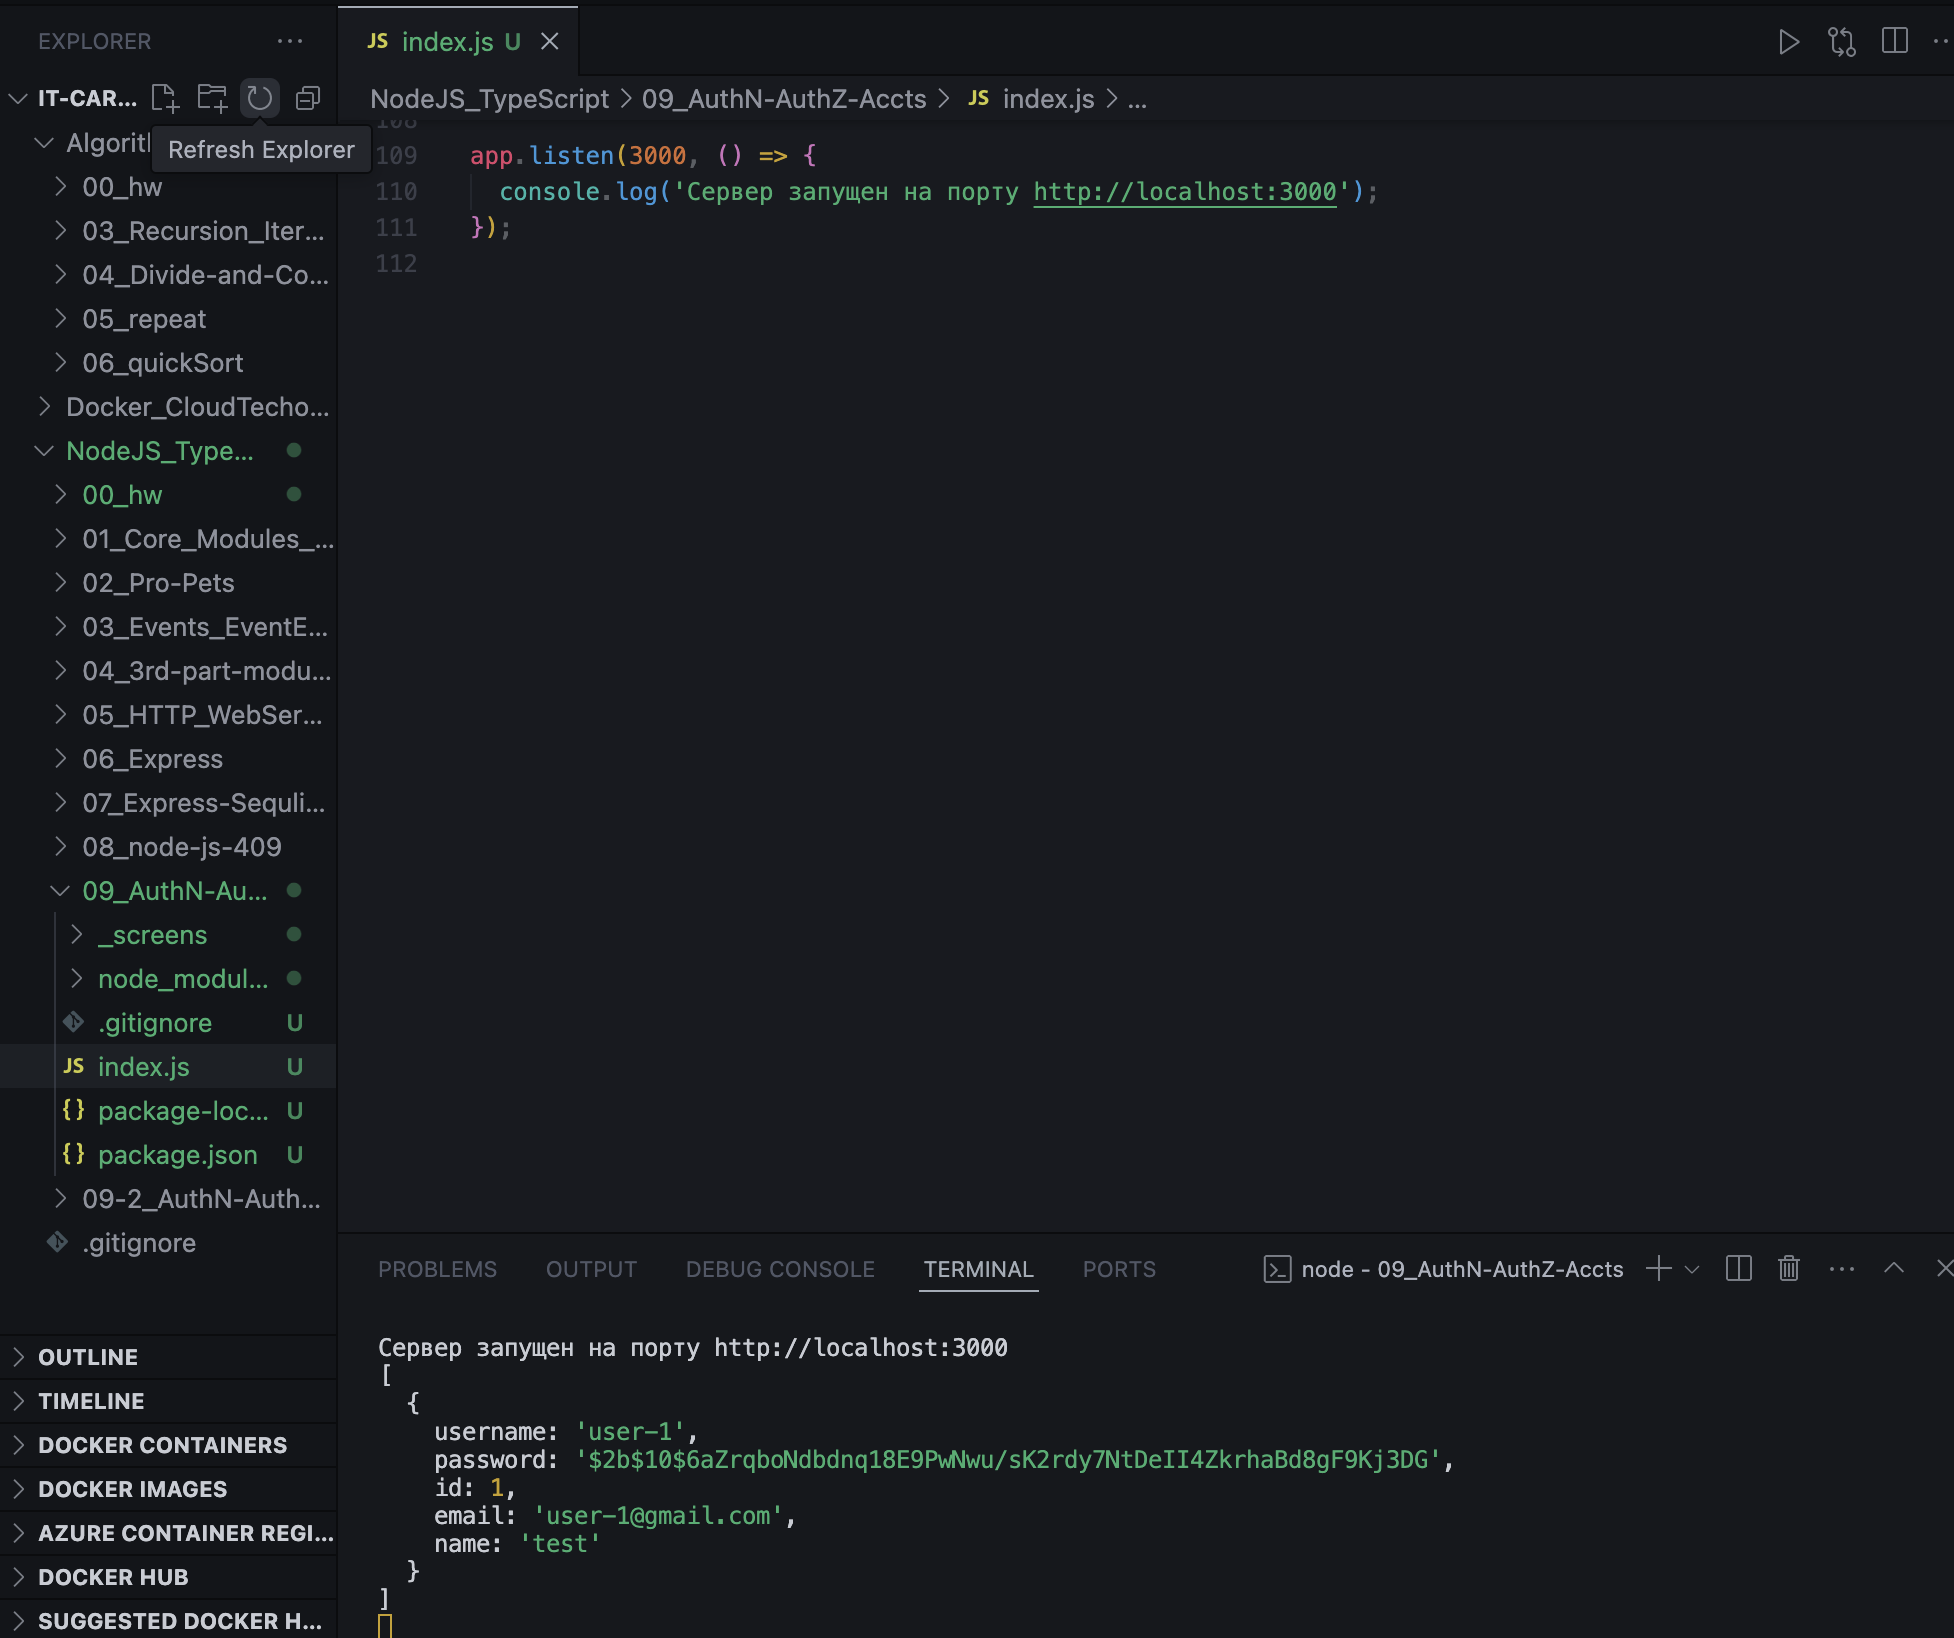 EXPLORER
IT-CAR...
Refresh Explorer
00_hw
03_Recursion_Iter...
04_Divide-and-Co...
05_repeat
06_quickSort
Docker_CloudTecho...
NodeJS_Type...
00_hw
01_Core_Modules_...
02_Pro-Pets
03_Events_EventE...
04_3rd-part-modu...
05_HTTP_WebSer...
06_Express
07_Express-Sequli...
08_node-js-409
09_AuthN-Au...
_screens
node_modul...
.gitignore U
JS index.js U
{} package-loc... U
{} package.json U
09-2_AuthN-Auth...
.gitignore
OUTLINE
TIMELINE
DOCKER CONTAINERS
DOCKER IMAGES
AZURE CONTAINER REGI...
DOCKER HUB
SUGGESTED DOCKER H...
JS index.js U
NodeJS_TypeScript > 09_AuthN-AuthZ-Accts > JS index.js > ...
108
109 app.listen(3000, () => {
110 console.log('Сервер запущен на порту http://localhost:3000');
111 });
112
PROBLEMS OUTPUT DEBUG CONSOLE TERMINAL PORTS node - 09_AuthN-AuthZ-Accts
Сервер запущен на порту http://localhost:3000
[
{
username: 'user-1',
password: '$2b$10$6aZrqboNdbdnq18E9PwNwu/sK2rdy7NtDeII4ZkrhaBd8gF9Kj3DG',
id: 1,
email: 'user-1@gmail.com',
name: 'test'
}
]